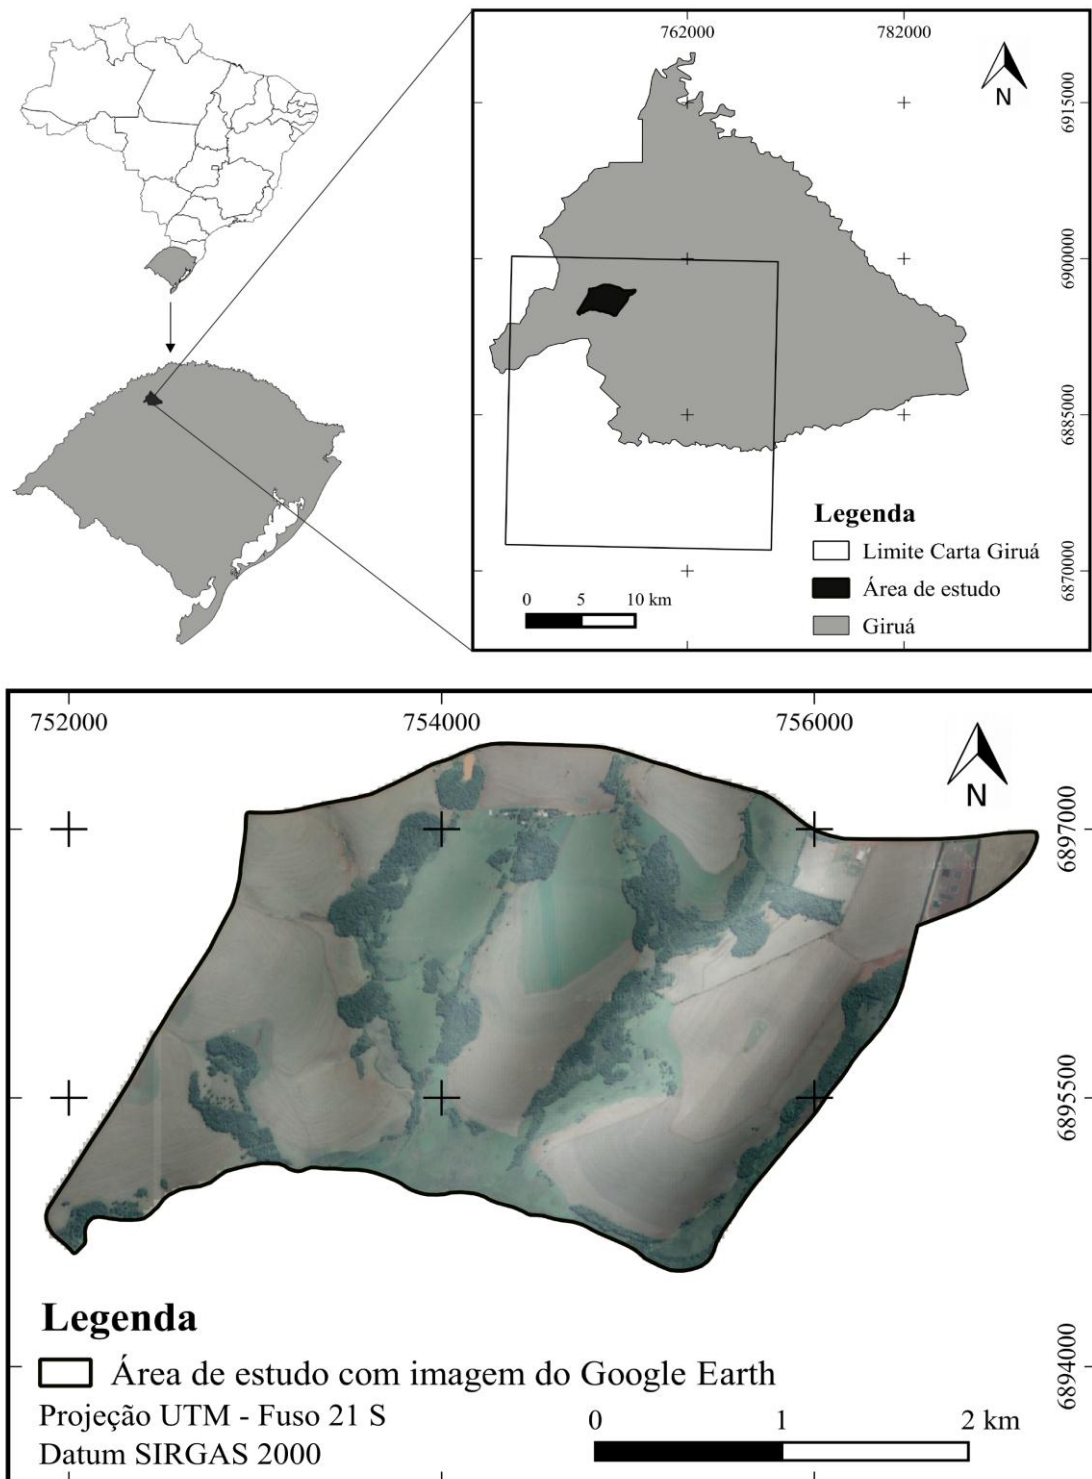 762000
782000
N
6915000
6900000
6885000
6870000
Legenda
Limite Carta Giruá
Área de estudo
Giruá
0 5 10 km
752000
754000
756000
N
6897000
6895500
6894000
Legenda
Área de estudo com imagem do Google Earth
Projeção UTM - Fuso 21 S
Datum SIRGAS 2000
0 1 2 km